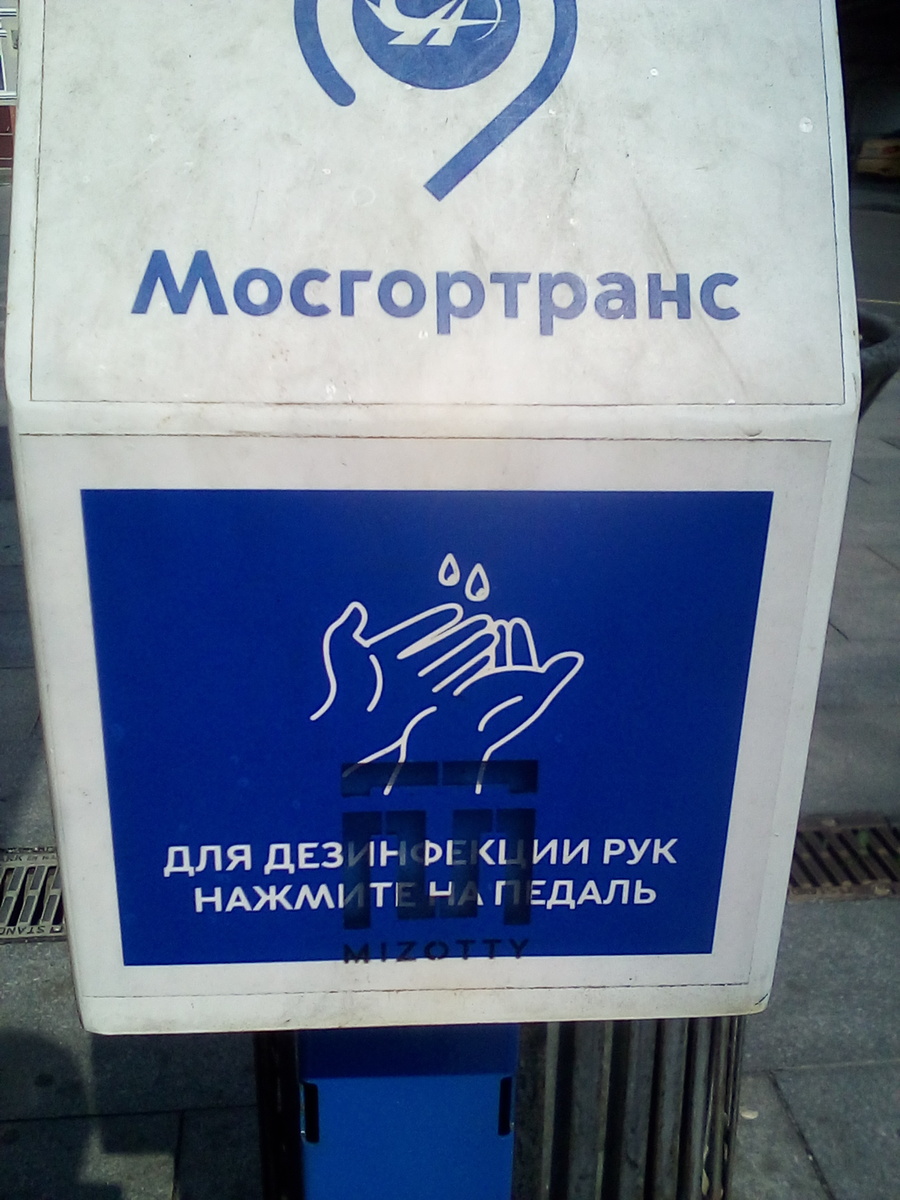 Мосгортранс
ДЛЯ ДЕЗИНФЕКЦИИ РУК
НАЖМИТЕ НА ПЕДАЛЬ
MIZOTTY